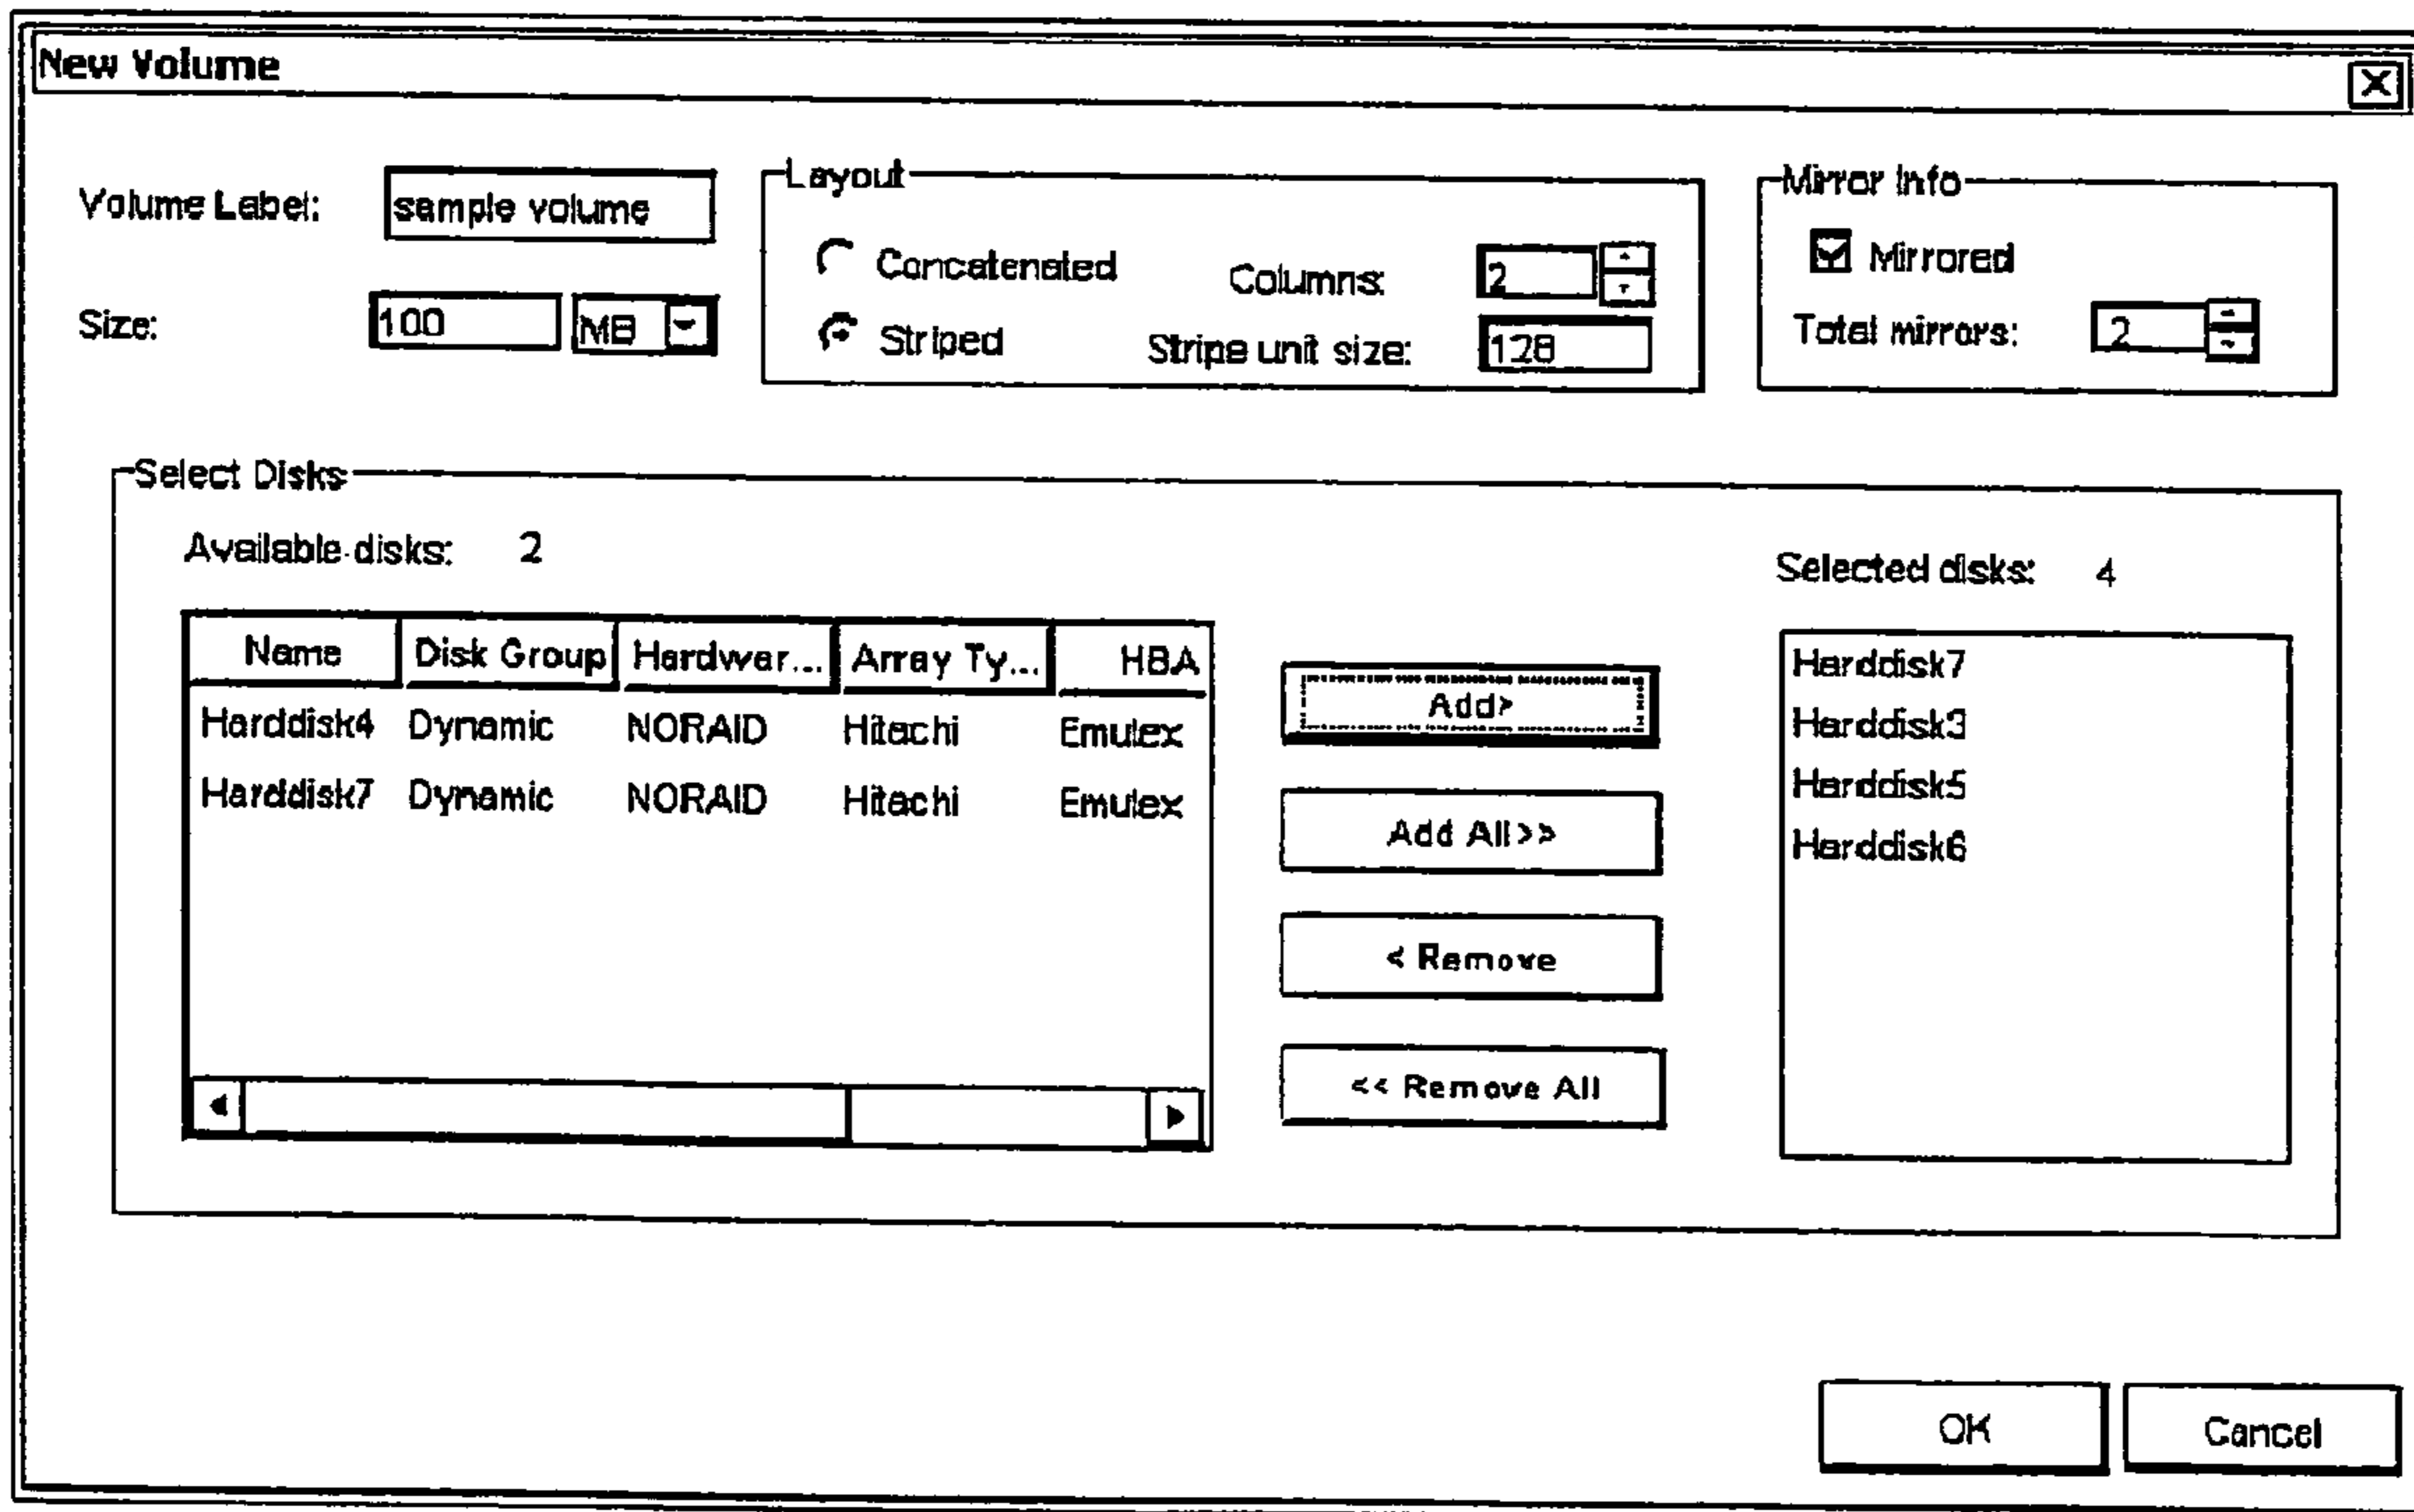 New Volume
Volume Label: sample volume
Size: 100 MB
Layout
Concatenated Columns: 2
Striped Stripe unit size: 128
Mirror Info
Mirrored
Total mirrors: 2
Select Disks
Available disks: 2
Name Disk Group Hardwar... Array Ty... HBA
Harddisk4 Dynamic NORAID Hitachi Emulex
Harddisk7 Dynamic NORAID Hitachi Emulex
Add>
Add All>>
< Remove
<< Remove All
Selected disks: 4
Harddisk7
Harddisk3
Harddisk5
Harddisk6
OK Cancel